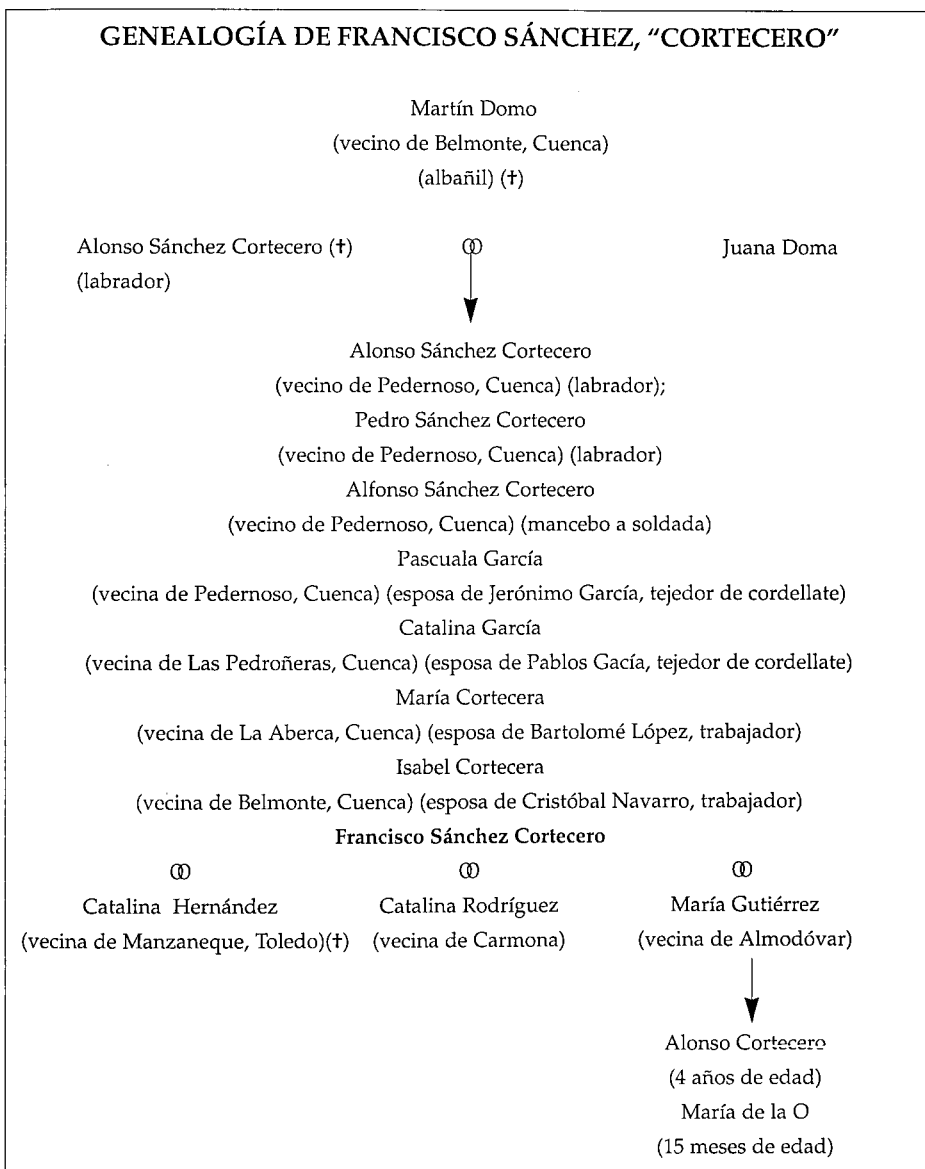 GENEALOGÍA DE FRANCISCO SÁNCHEZ, "CORTECERO"
Martín Domo
(vecino de Belmonte, Cuenca)
(albañil) (†)
Alonso Sánchez Cortecero (†)
(labrador)
Juana Doma
Alonso Sánchez Cortecero
(vecino de Pedernoso, Cuenca) (labrador);
Pedro Sánchez Cortecero
(vecino de Pedernoso, Cuenca) (labrador)
Alfonso Sánchez Cortecero
(vecino de Pedernoso, Cuenca) (mancebo a soldada)
Pascuala García
(vecina de Pedernoso, Cuenca) (esposa de Jerónimo García, tejedor de cordellate)
Catalina García
(vecina de Las Pedroñeras, Cuenca) (esposa de Pablos Gacía, tejedor de cordellate)
María Cortecera
(vecina de La Aberca, Cuenca) (esposa de Bartolomé López, trabajador)
Isabel Cortecera
(vecina de Belmonte, Cuenca) (esposa de Cristóbal Navarro, trabajador)
Francisco Sánchez Cortecero
Catalina Hernández
(vecina de Manzaneque, Toledo)(†)
Catalina Rodríguez
(vecina de Carmona)
María Gutiérrez
(vecina de Almodóvar)
Alonso Cortecero
(4 años de edad)
María de la O
(15 meses de edad)